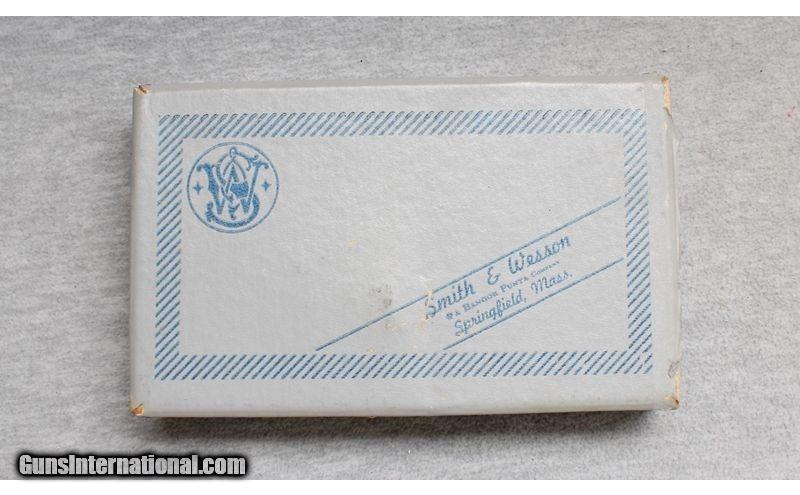 Smith & Wesson
A BANGOR PUNTA COMPANY
Springfield, Mass.
GunsInternational.com